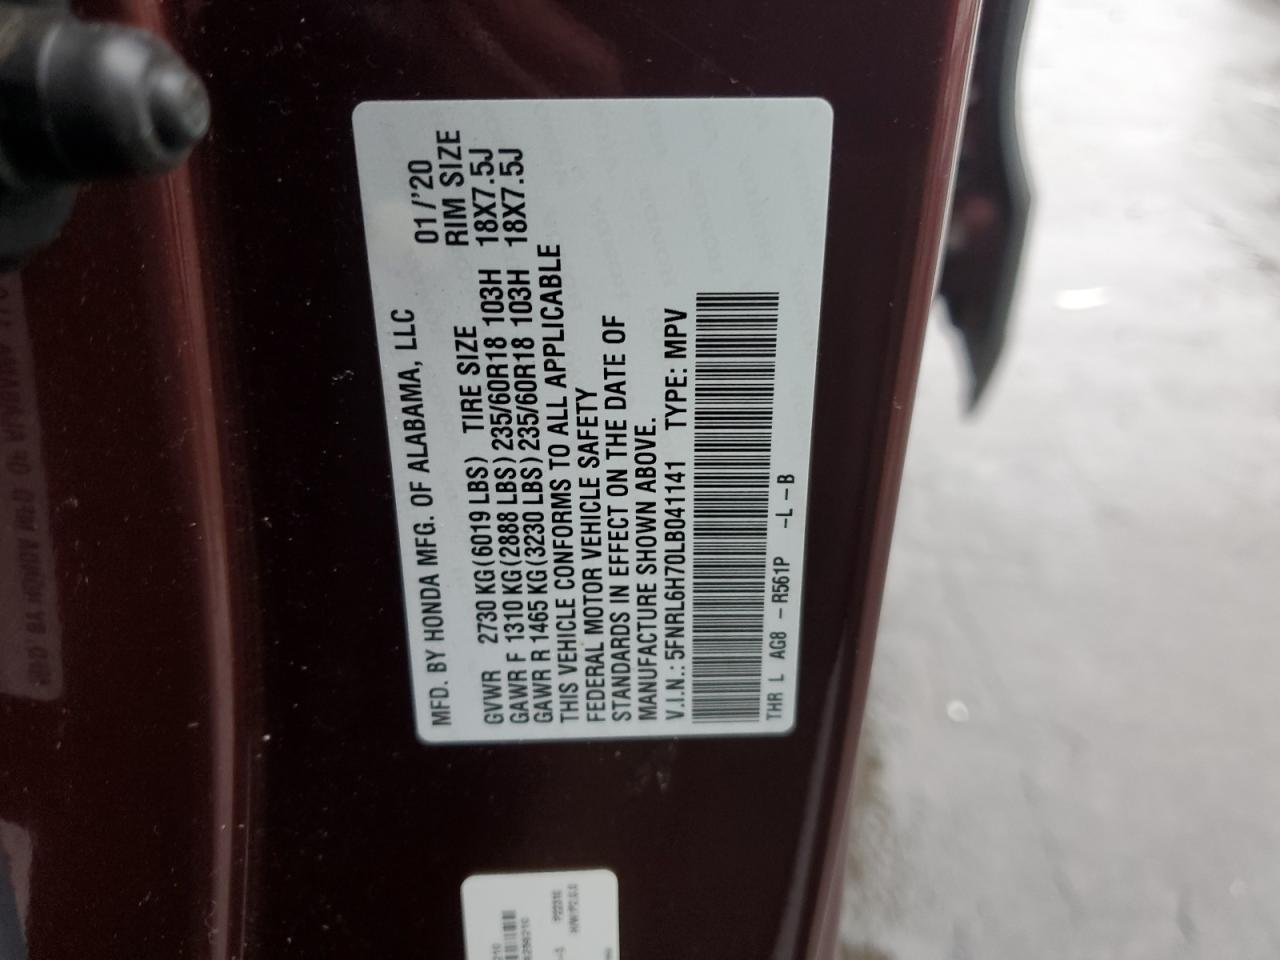 MFD. BY HONDA MFG. OF ALABAMA, LLC 01/'20
GVWR 2730 KG(6019 LBS) TIRE SIZE RIM SIZE
GAWR F 1310 KG(2888 LBS) 235/60R18 103H 18X7.5J
GAWR R 1465 KG(3230 LBS) 235/60R18 103H 18X7.5J
THIS VEHICLE CONFORMS TO ALL APPLICABLE
FEDERAL MOTOR VEHICLE SAFETY
STANDARDS IN EFFECT ON THE DATE OF
MANUFACTURE SHOWN ABOVE.
V.I.N.: 5FNRL6H70LB041141 TYPE: MPV
THR L AG8 - R561P -L-B